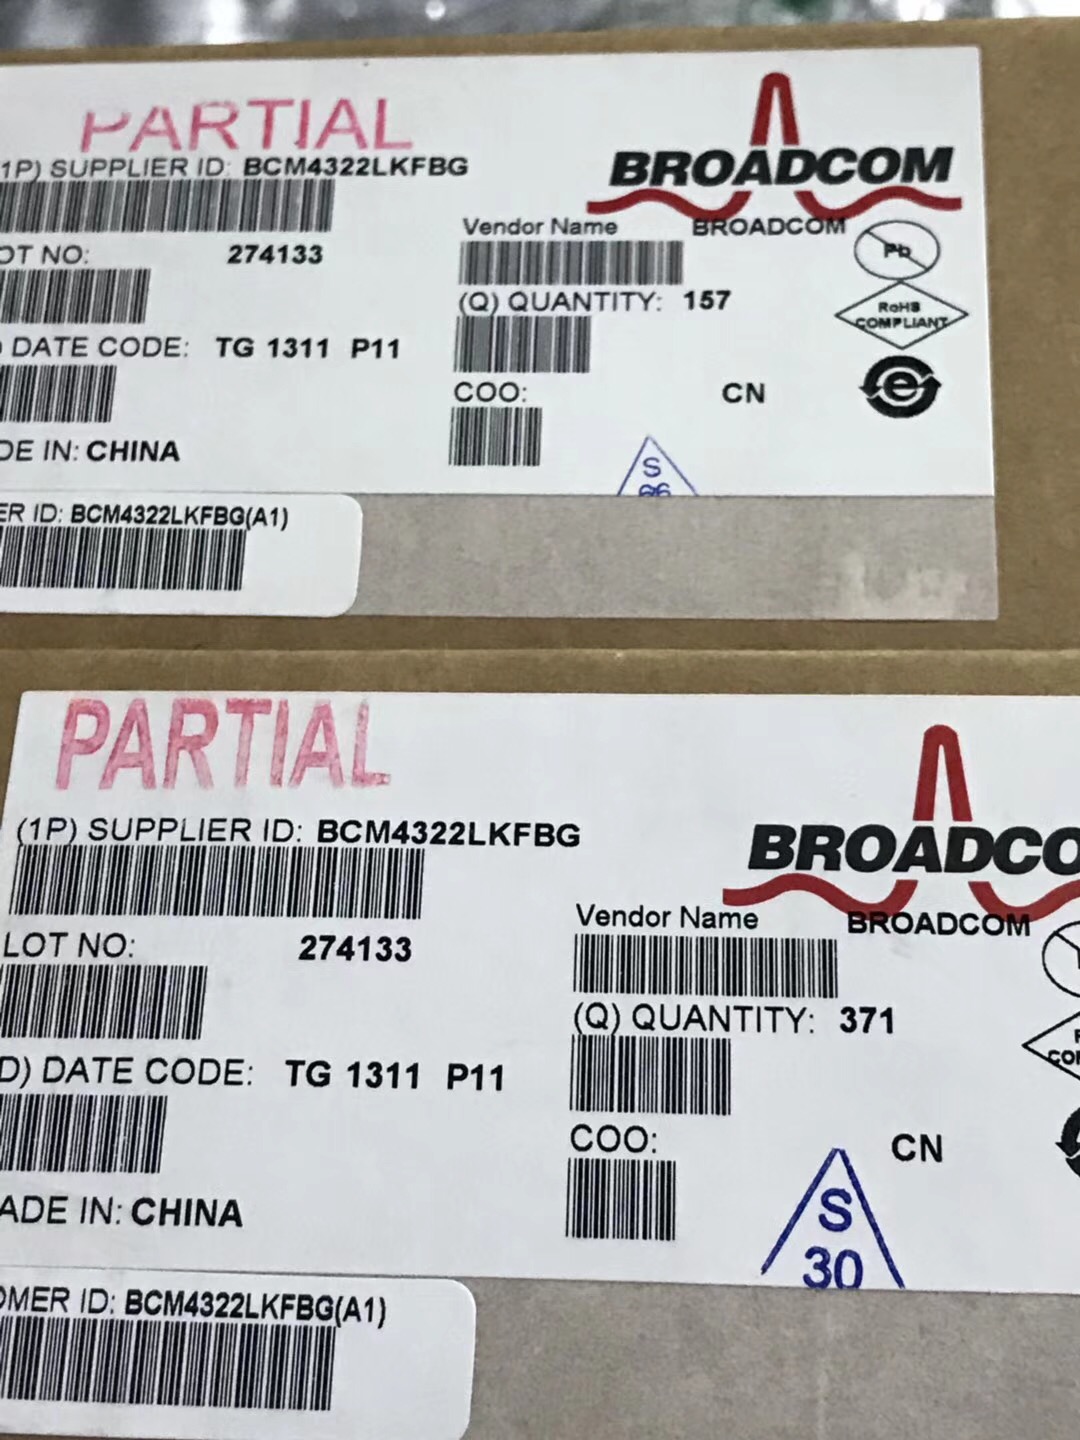 PARTIAL
1P) SUPPLIER ID: BCM4322LKFBG
BROADCOM
OT NO: 274133
Vendor Name BROADCOM
Pb
(Q) QUANTITY: 157
RoHS
COMPLIANT
DATE CODE: TG 1311 P11
COO: CN
e
DE IN: CHINA
S
66
ER ID: BCM4322LKFBG(A1)
PARTIAL
(1P) SUPPLIER ID: BCM4322LKFBG
BROADCO
LOT NO: 274133
Vendor Name BROADCOM
(Q) QUANTITY: 371
COM
D) DATE CODE: TG 1311 P11
COO: CN
ADE IN: CHINA
S
30
OMER ID: BCM4322LKFBG(A1)